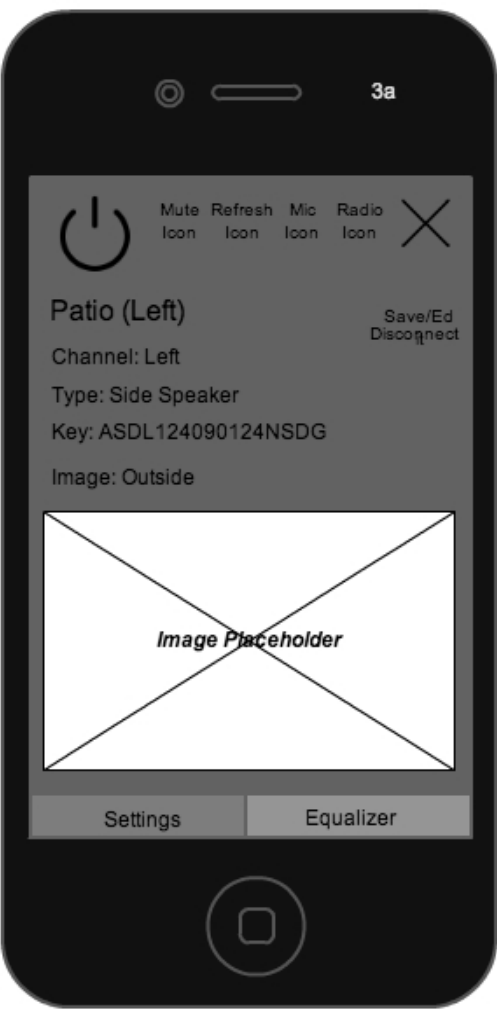 3a
Mute Refresh Mic Radio
Icon Icon Icon Icon
Patio (Left)
Save/Ed
Disconnect
it
Channel: Left
Type: Side Speaker
Key: ASDL124090124NSDG
Image: Outside
Image Placeholder
Settings Equalizer